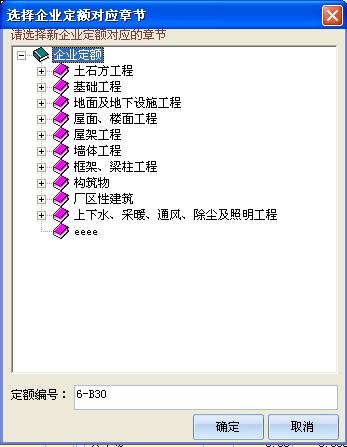 选择企业定额对应章节
请选择新企业定额对应的章节
企业定额
土石方工程
基础工程
地面及地下设施工程
屋面、楼面工程
屋架工程
墙体工程
框架、梁柱工程
构筑物
厂区性建筑
上下水、采暖、通风、除尘及照明工程
eeee
定额编号： 6-B30
确定 取消